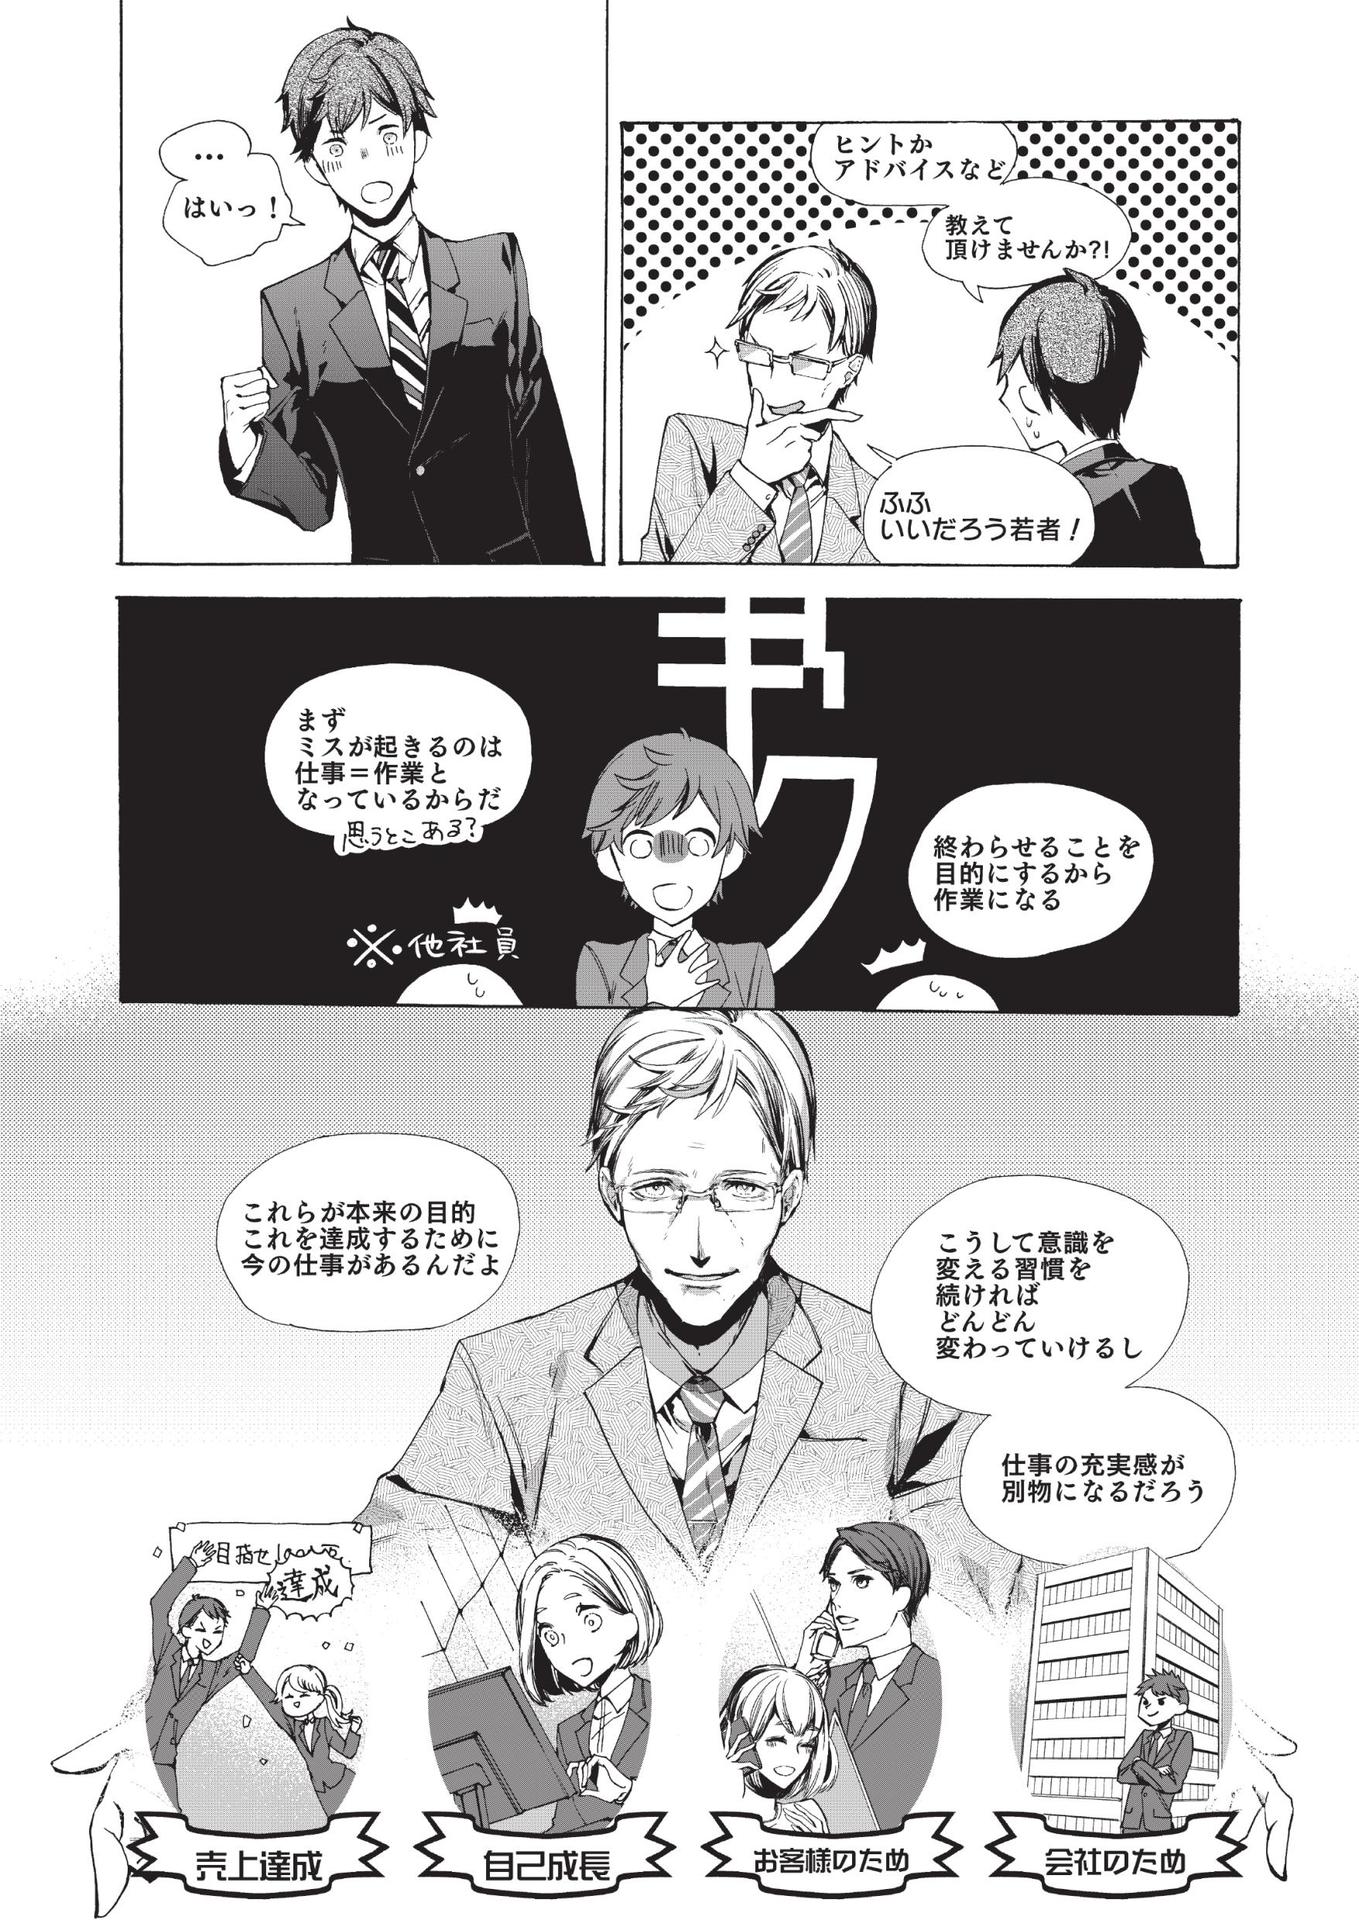 …
はいっ！
ヒントか
アドバイスなど
教えて
頂けませんか?!
ふふ
いいだろう若者！
ギク
まず
ミスが起きるのは
仕事＝作業と
なっているからだ
思うとこある？
終わらせることを
目的にするから
作業になる
※他社員
これらが本来の目的
これを達成するために
今の仕事があるんだよ
こうして意識を
変える習慣を
続ければ
どんどん
変わっていけるし
仕事の充実感が
別物になるだろう
目指せ
達成
売上達成
自己成長
お客様のため
会社のため